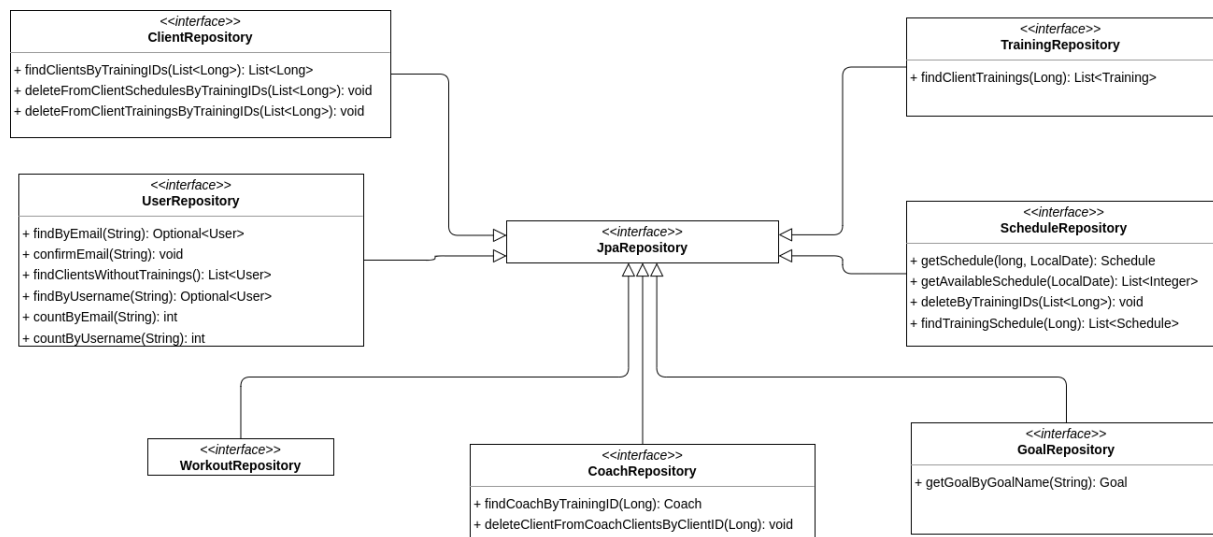 <<interface>>
ClientRepository
+ findClientsByTrainingIDs(List<Long>): List<Long>
+ deleteFromClientSchedulesByTrainingIDs(List<Long>): void
+ deleteFromClientTrainingsByTrainingIDs(List<Long>): void
<<interface>>
TrainingRepository
+ findClientTrainings(Long): List<Training>
<<interface>>
UserRepository
+ findByEmail(String): Optional<User>
+ confirmEmail(String): void
+ findClientsWithoutTrainings(): List<User>
+ findByUsername(String): Optional<User>
+ countByEmail(String): int
+ countByUsername(String): int
<<interface>>
JpaRepository
<<interface>>
ScheduleRepository
+ getSchedule(long, LocalDate): Schedule
+ getAvailableSchedule(LocalDate): List<Integer>
+ deleteByTrainingIDs(List<Long>): void
+ findTrainingSchedule(Long): List<Schedule>
<<interface>>
WorkoutRepository
<<interface>>
CoachRepository
+ findCoachByTrainingID(Long): Coach
+ deleteClientFromCoachClientsByClientID(Long): void
<<interface>>
GoalRepository
+ getGoalByGoalName(String): Goal